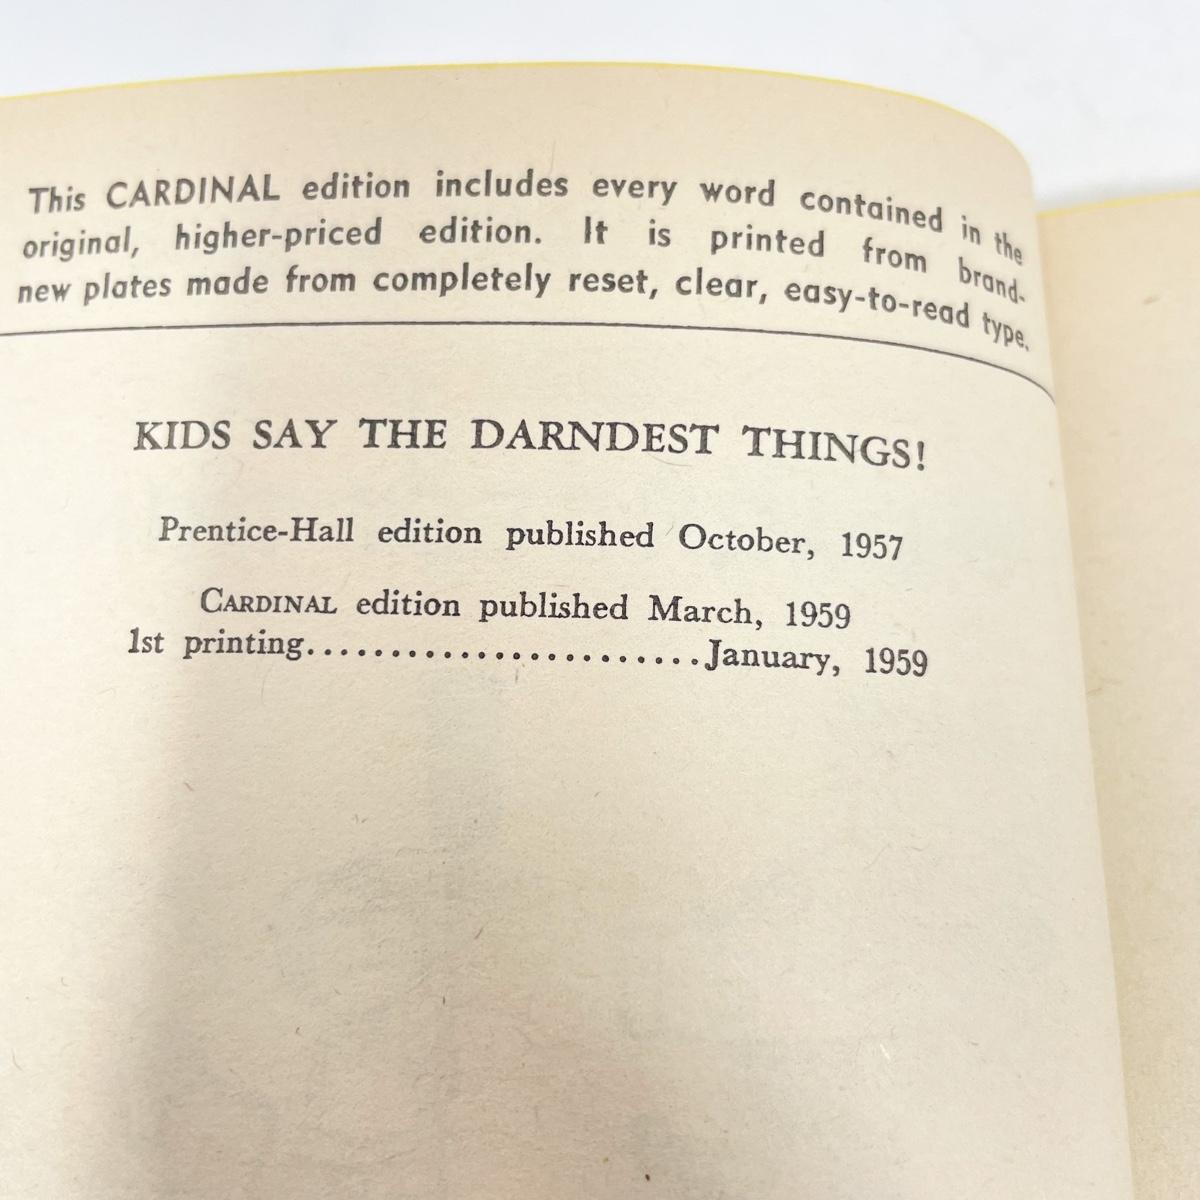 This CARDINAL edition includes every word contained in the
original, higher-priced edition. It is printed from brand-
new plates made from completely reset, clear, easy-to-read type.
KIDS SAY THE DARNDEST THINGS!
Prentice-Hall edition published October, 1957
CARDINAL edition published March, 1959
1st printing............................January, 1959